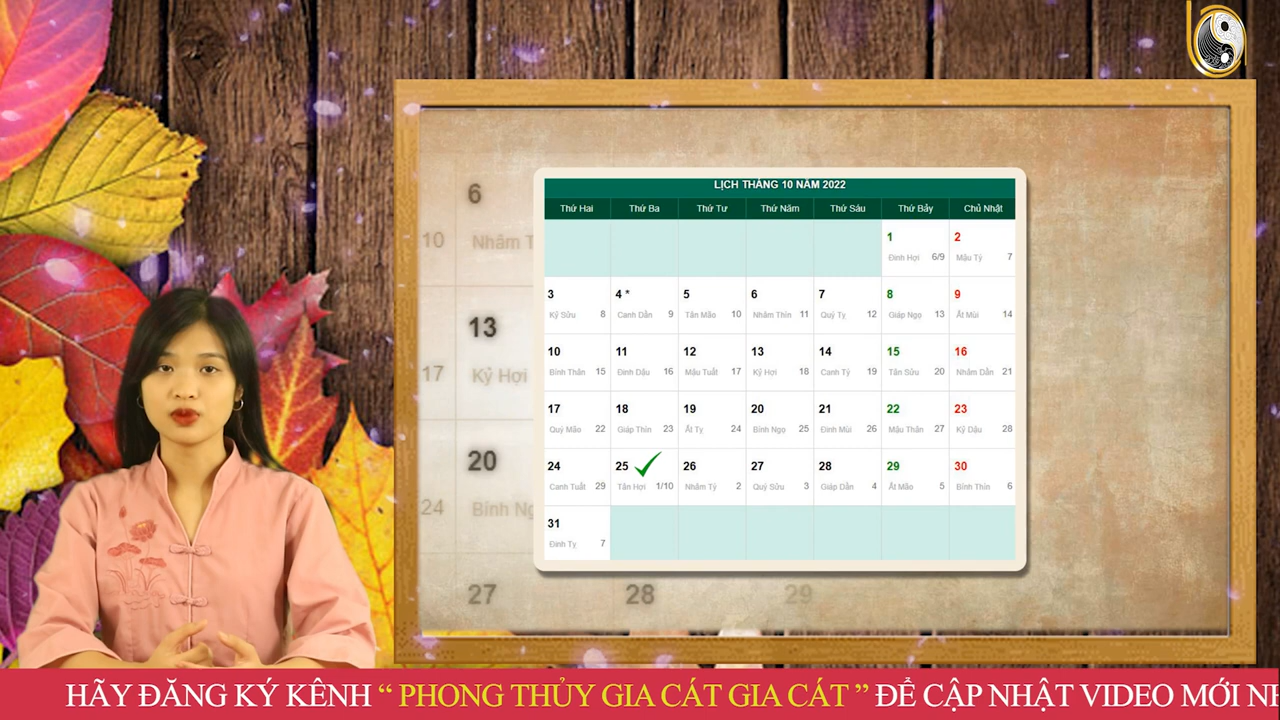 LỊCH THÁNG 10 NĂM 2022
Thứ Hai Thứ Ba Thứ Tư Thứ Năm Thứ Sáu Thứ Bảy Chủ Nhật
1 2
Đinh Hợi 6/9 Mậu Tý 7
3 4 * 5 6 7 8 9
Kỷ Sửu 8 Canh Dần 9 Tân Mão 10 Nhâm Thìn 11 Quý Tỵ 12 Giáp Ngọ 13 Ất Mùi 14
10 11 12 13 14 15 16
Bính Thân 15 Đinh Dậu 16 Mậu Tuất 17 Kỷ Hợi 18 Canh Tý 19 Tân Sửu 20 Nhâm Dần 21
17 18 19 20 21 22 23
Quý Mão 22 Giáp Thìn 23 Ất Tỵ 24 Bính Ngọ 25 Đinh Mùi 26 Mậu Thân 27 Kỷ Dậu 28
24 25 26 27 28 29 30
Canh Tuất 29 Tân Hợi 1/10 Nhâm Tý 2 Quý Sửu 3 Giáp Dần 4 Ất Mão 5 Bính Thìn 6
31
Đinh Tỵ 7
6
10 Nhâm T
13
17 Kỷ Hợi
20
24 Bính Ng
27 28 29
HÃY ĐĂNG KÝ KÊNH “ PHONG THỦY GIA CÁT GIA CÁT ” ĐỂ CẬP NHẬT VIDEO MỚI NH